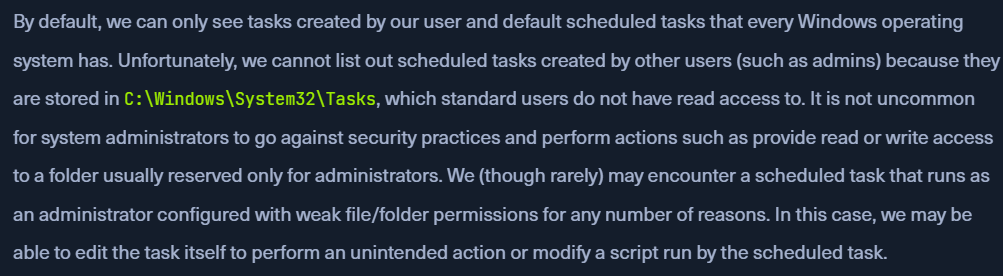 By default, we can only see tasks created by our user and default scheduled tasks that every Windows operating
system has. Unfortunately, we cannot list out scheduled tasks created by other users (such as admins) because they
are stored in C:\Windows\System32\Tasks, which standard users do not have read access to. It is not uncommon
for system administrators to go against security practices and perform actions such as provide read or write access
to a folder usually reserved only for administrators. We (though rarely) may encounter a scheduled task that runs as
an administrator configured with weak file/folder permissions for any number of reasons. In this case, we may be
able to edit the task itself to perform an unintended action or modify a script run by the scheduled task.